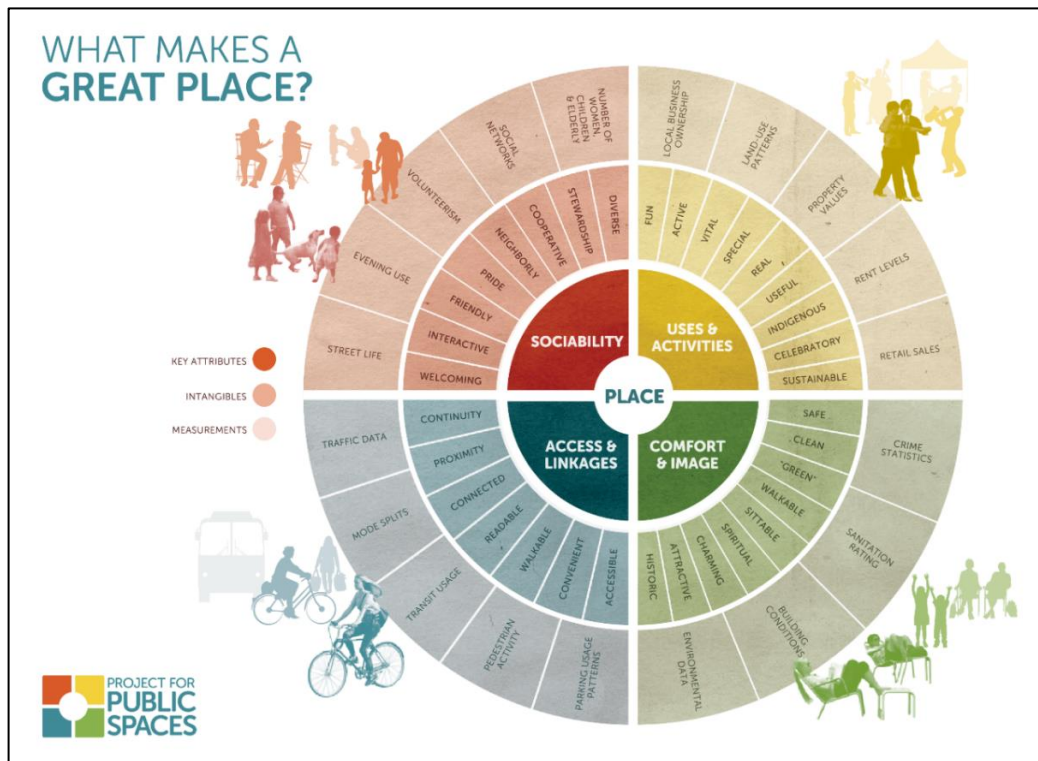 WHAT MAKES A
GREAT PLACE?
NUMBER OF
WOMEN,
CHILDREN
& ELDERLY
SOCIAL
NETWORKS
VOLUNTEERISM
EVENING USE
STREET LIFE
DIVERSE
STEWARDSHIP
COOPERATIVE
NEIGHBORLY
PRIDE
FRIENDLY
INTERACTIVE
WELCOMING
SOCIABILITY
LOCAL BUSINESS
OWNERSHIP
LAND-USE
PATTERNS
PROPERTY
VALUES
RENT LEVELS
RETAIL SALES
FUN
ACTIVE
VITAL
SPECIAL
REAL
USEFUL
INDIGENOUS
CELEBRATORY
SUSTAINABLE
USES &
ACTIVITIES
PLACE
KEY ATTRIBUTES
INTANGIBLES
MEASUREMENTS
ACCESS &
LINKAGES
CONTINUITY
PROXIMITY
CONNECTED
READABLE
WALKABLE
CONVENIENT
ACCESSIBLE
TRAFFIC DATA
MODE SPLITS
TRANSIT USAGE
PEDESTRIAN
ACTIVITY
PARKING USAGE
PATTERNS
COMFORT
& IMAGE
SAFE
CLEAN
"GREEN"
WALKABLE
SITTABLE
SPIRITUAL
CHARMING
ATTRACTIVE
HISTORIC
CRIME
STATISTICS
SANITATION
RATING
BUILDING
CONDITIONS
ENVIRONMENTAL
DATA
PROJECT FOR
PUBLIC
SPACES